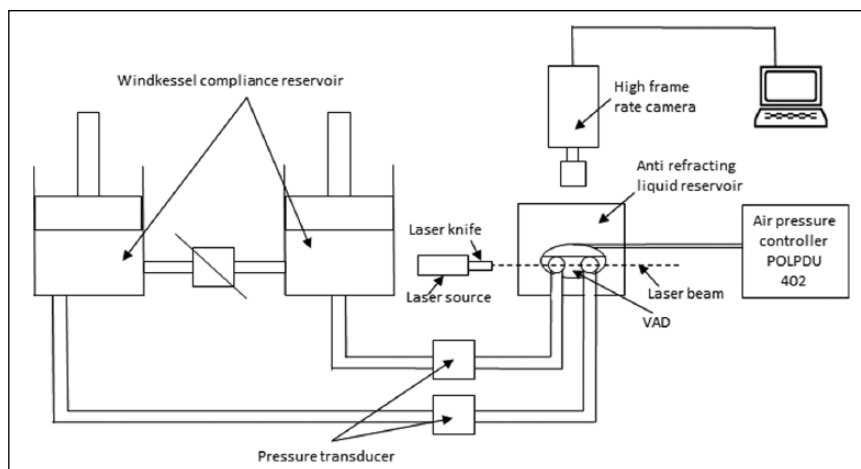 Windkessel compliance reservoir
High frame
rate camera
Anti refracting
liquid reservoir
Laser knife
Laser source
Air pressure
controller
POLPDU
402
Laser beam
VAD
Pressure transducer